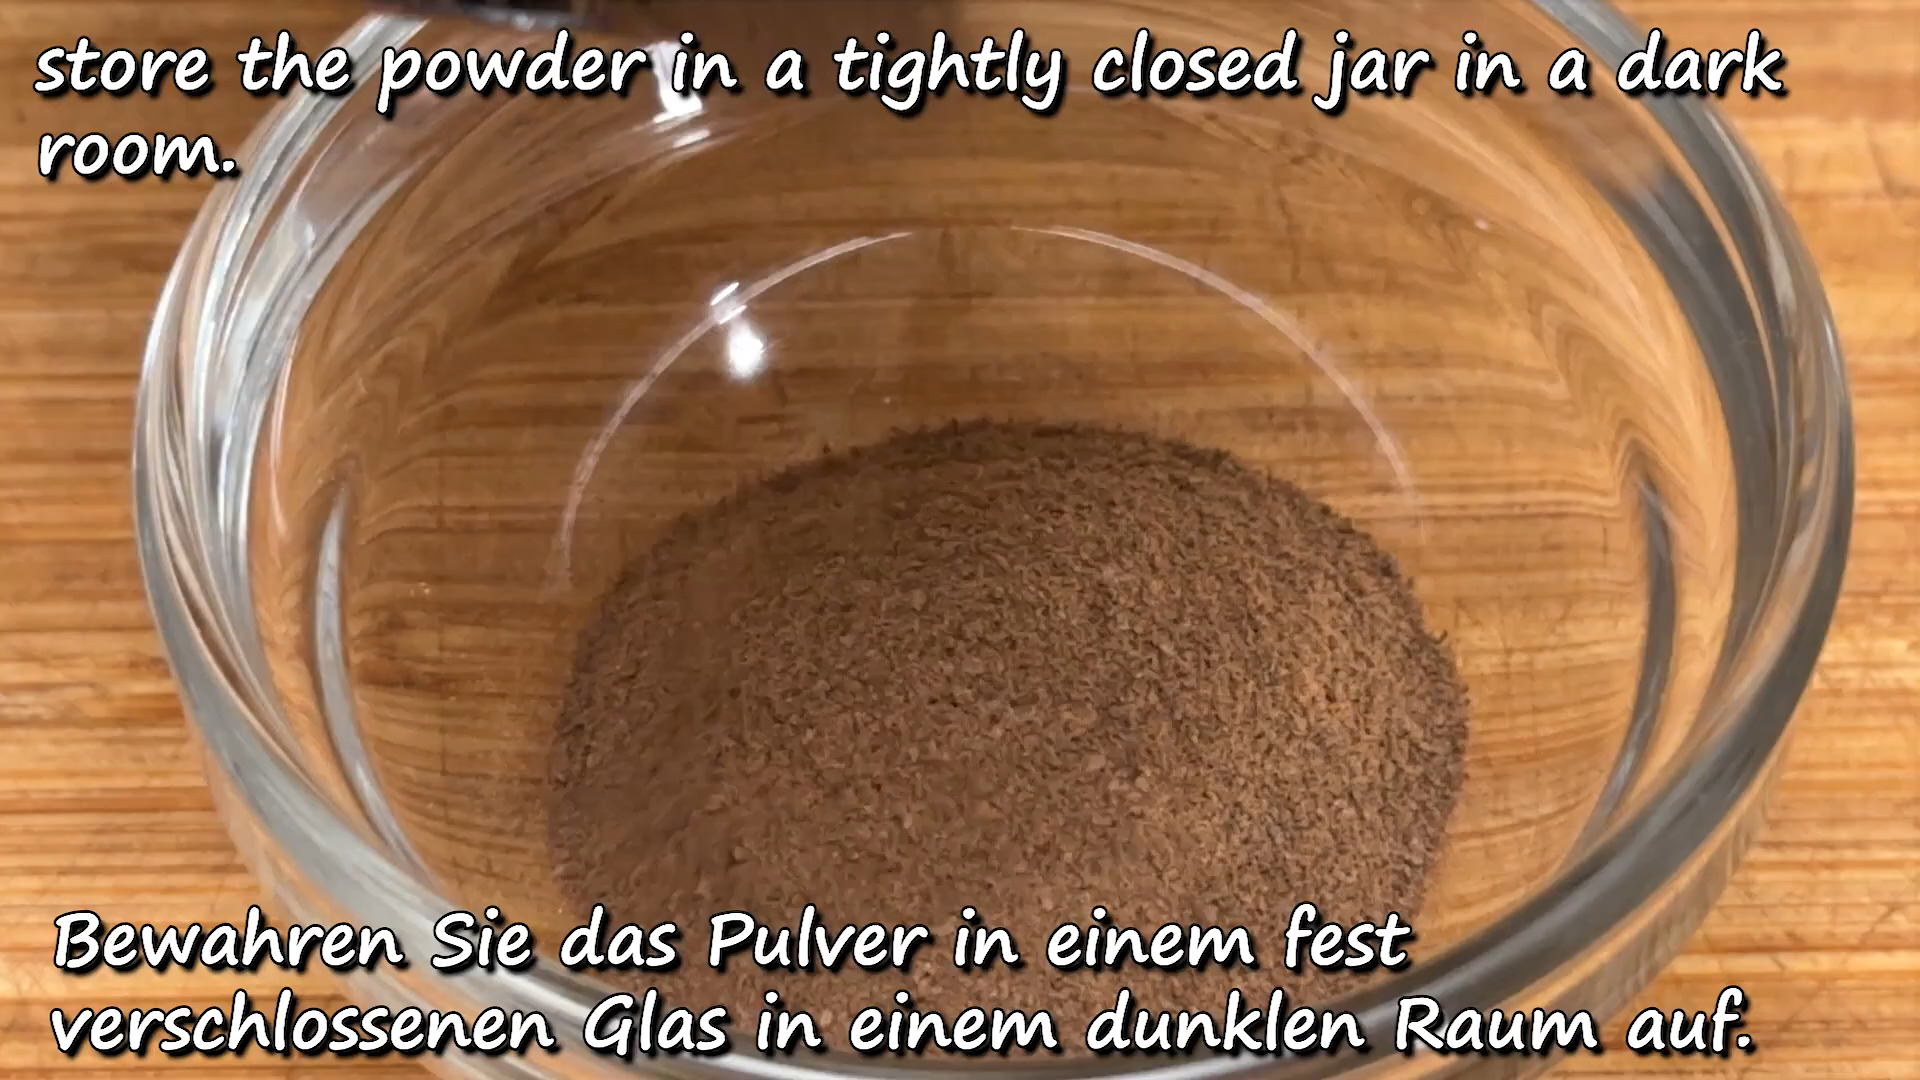 store the powder in a tightly closed jar in a dark
room.
Bewahren Sie das Pulver in einem fest
verschlossenen Glas in einem dunklen Raum auf.